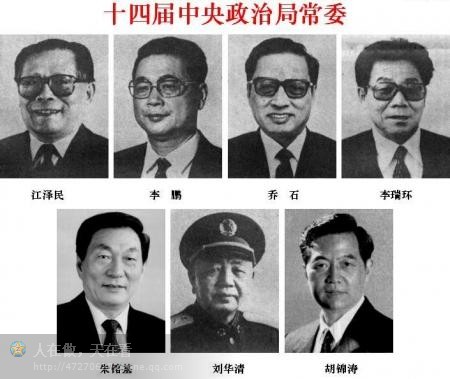 十四届中央政治局常委
江泽民 李 鹏 乔 石 李瑞环
朱镕基 刘华清 胡锦涛
人在做，天在看